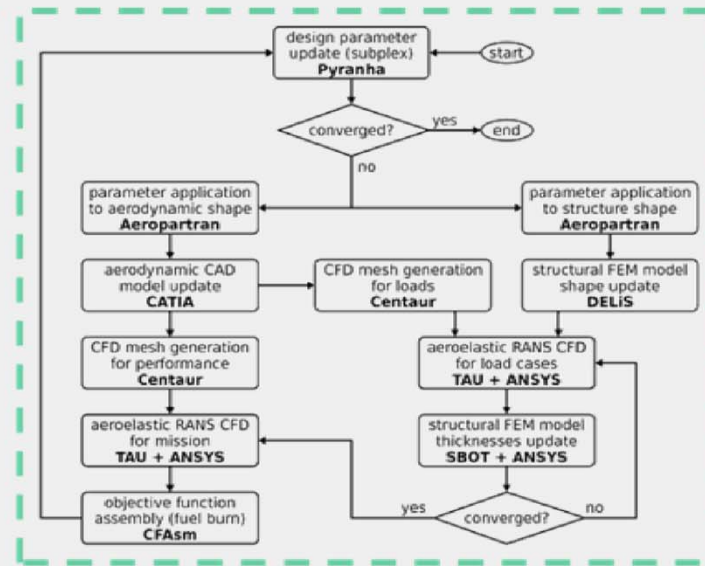 design parameter
update (subplex)
Pyranha
start
converged?
yes
end
no
parameter application
to aerodynamic shape
Aeropartran
parameter application
to structure shape
Aeropartran
aerodynamic CAD
model update
CATIA
CFD mesh generation
for loads
Centaur
structural FEM model
shape update
DELiS
CFD mesh generation
for performance
Centaur
aeroelastic RANS CFD
for load cases
TAU + ANSYS
aeroelastic RANS CFD
for mission
TAU + ANSYS
structural FEM model
thicknesses update
SBOT + ANSYS
objective function
assembly (fuel burn)
CFAsm
yes
converged?
no